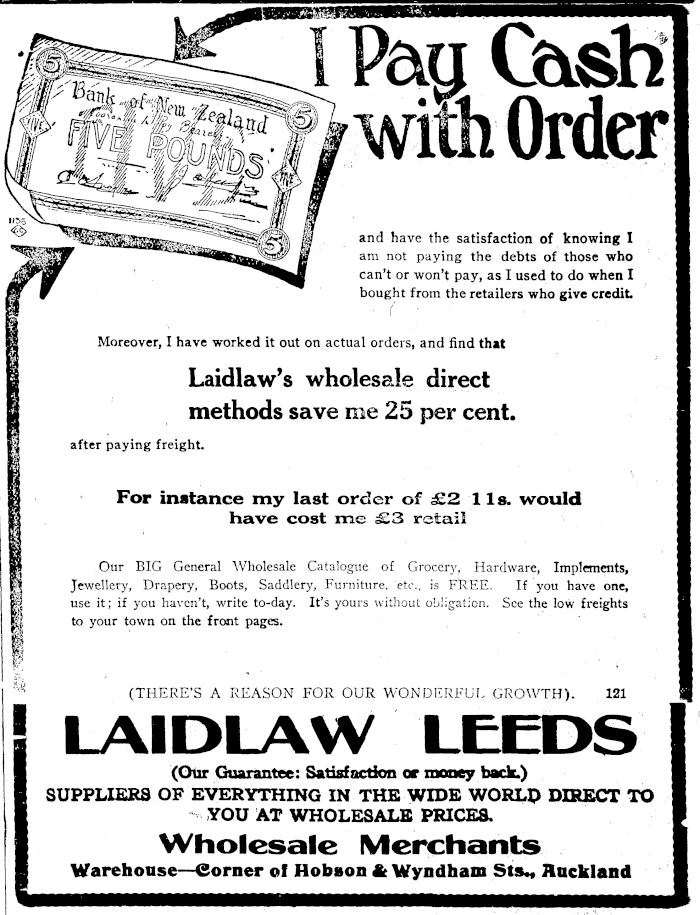 I Pay Cash
with Order
5
Bank of New Zealand
5
FIVE POUNDS
5
1156
and have the satisfaction of knowing I
am not paying the debts of those who
can't or won't pay, as I used to do when I
bought from the retailers who give credit.
Moreover, I have worked it out on actual orders, and find that
Laidlaw's wholesale direct
methods save me 25 per cent.
after paying freight.
For instance my last order of £2 11s. would
have cost me £3 retail
Our BIG General Wholesale Catalogue of Grocery, Hardware, Implements,
Jewellery, Drapery, Boots, Saddlery, Furniture, etc., is FREE. If you have one,
use it; if you haven't, write to-day. It's yours without obligation. See the low freights
to your town on the front pages.
(THERE'S A REASON FOR OUR WONDERFUL GROWTH). 121
LAIDLAW LEEDS
(Our Guarantee: Satisfaction or money back.)
SUPPLIERS OF EVERYTHING IN THE WIDE WORLD DIRECT TO
YOU AT WHOLESALE PRICES.
Wholesale Merchants
Warehouse—Corner of Hobson & Wyndham Sts., Auckland